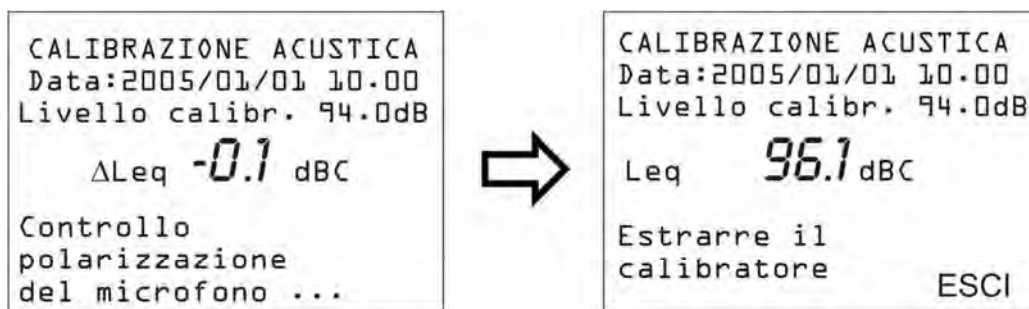 CALIBRAZIONE ACUSTICA
Data:2005/01/01 10.00
Livello calibr. 94.0dB
ΔLeq -0.1 dBC
Controllo
polarizzazione
del microfono ...
CALIBRAZIONE ACUSTICA
Data:2005/01/01 10.00
Livello calibr. 94.0dB
Leq 96.1 dBC
Estrarre il
calibratore
ESCI